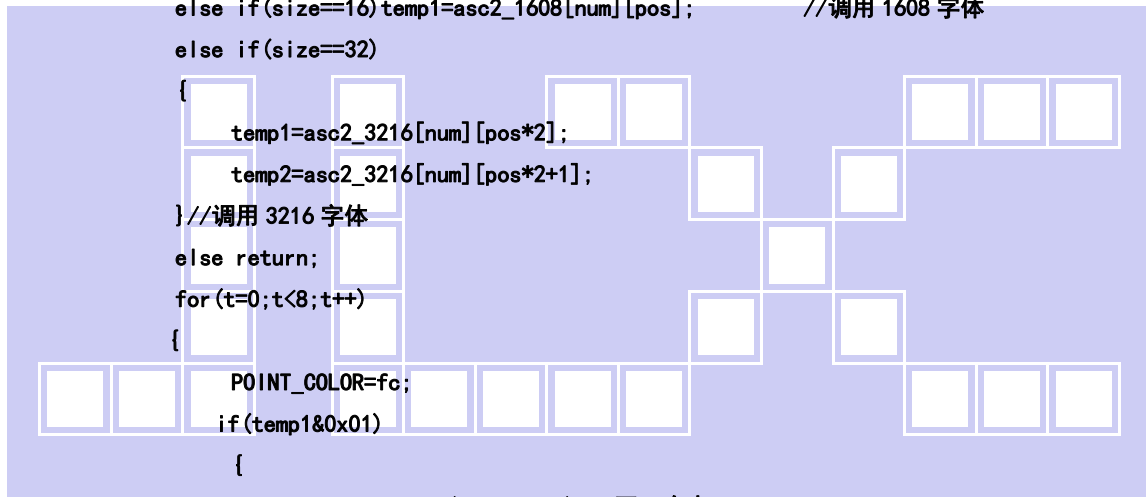 else if(size==16)temp1=asc2_1608[num][pos]; //调用 1608 字体
else if(size==32)
{
temp1=asc2_3216[num][pos*2];
temp2=asc2_3216[num][pos*2+1];
}//调用 3216 字体
else return;
for(t=0;t<8;t++)
{
POINT_COLOR=fc;
if(temp1&0x01)
{